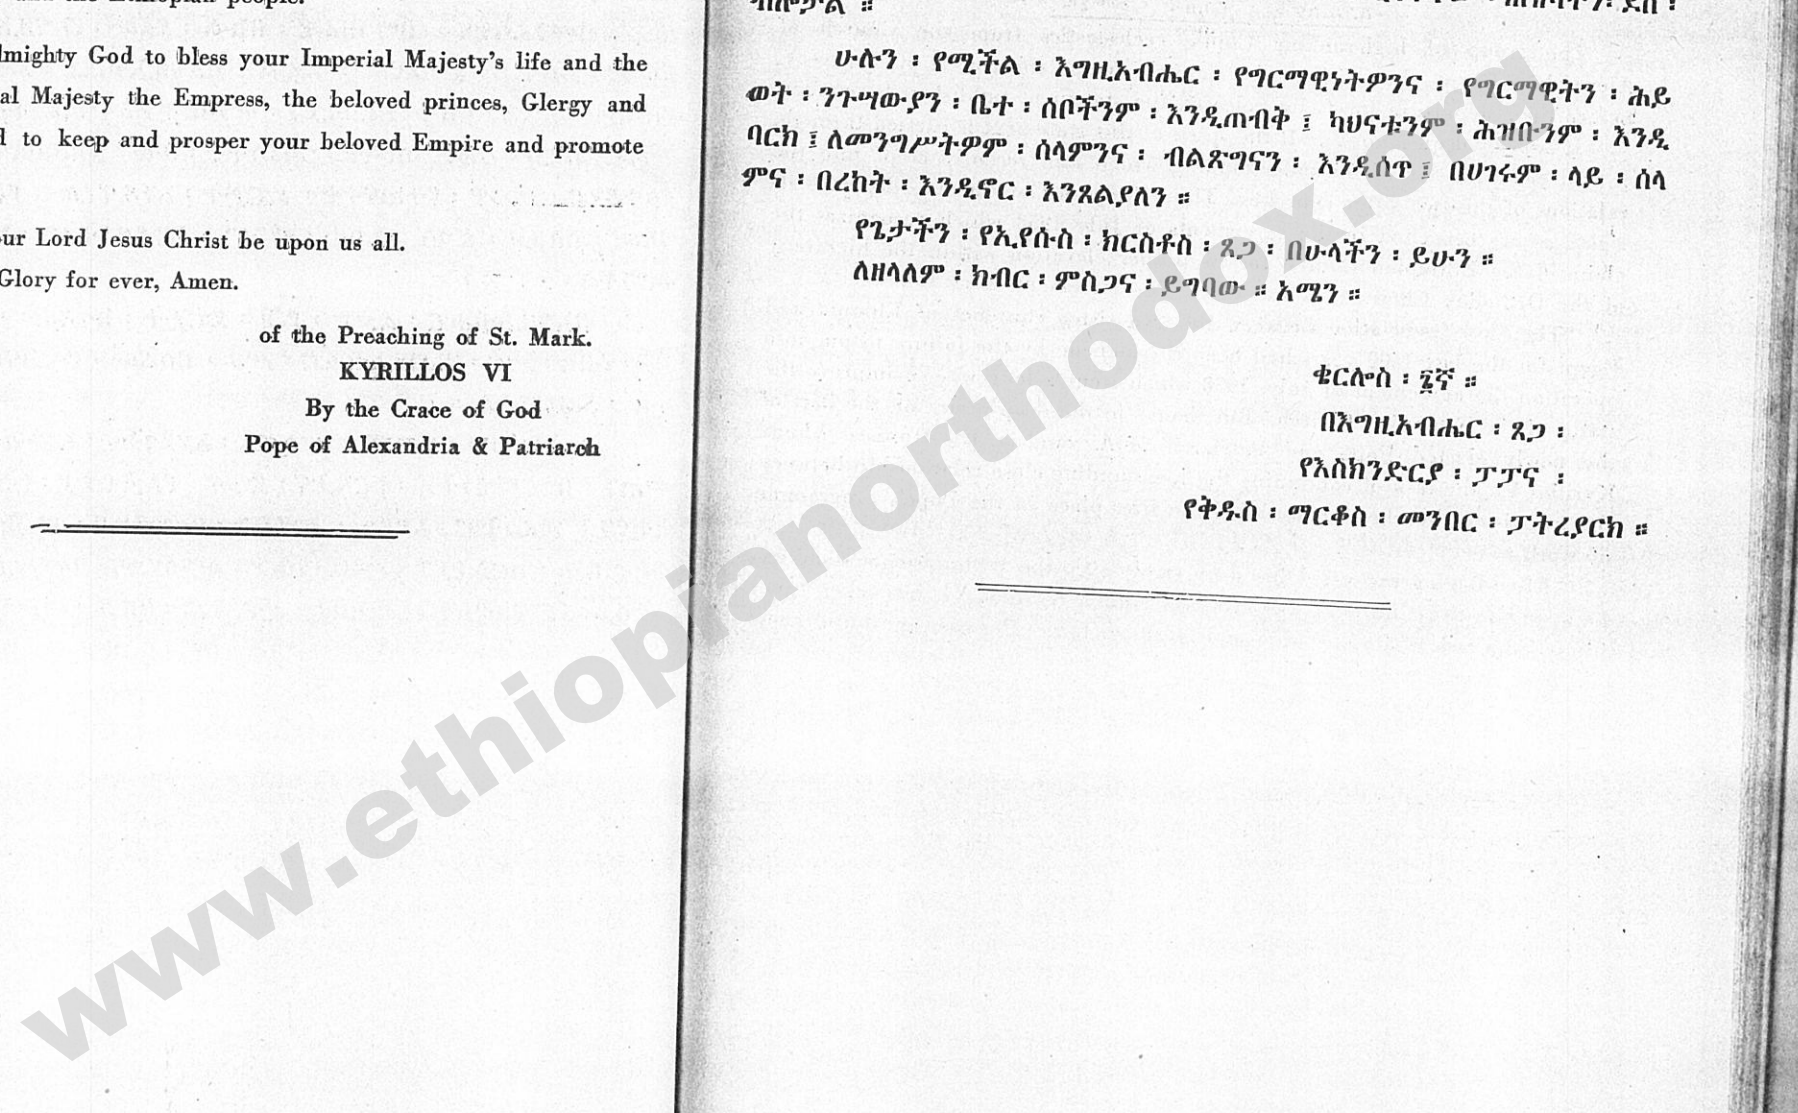 lmighty God to bless your Imperial Majesty's life and the
al Majesty the Empress, the beloved princes, Glergy and
l to keep and prosper your beloved Empire and promote
our Lord Jesus Christ be upon us all.
Glory for ever, Amen.
of the Preaching of St. Mark.
KYRILLOS VI
By the Crace of God
Pope of Alexandria & Patriarch
ሁሉን ፡ የሚችል ፡ እግዚአብሔር ፡ የግርማዊነትዎንና ፡ የግርማዊትን ፡ ሕይ
ወት ፡ ንጉሣውያን ፡ ቤተ ፡ ሰቦችንም ፡ እንዲጠብቅ ፤ ካህናቱንም ፡ ሕዝቡንም ፡ እንዲ
ባርክ ፤ ለመንግሥትዎም ፡ ሰላምንና ፡ ብልጽግናን ፡ እንዲሰጥ ፤ በሀገሩም ፡ ላይ ፡ ሰላ
ምና ፡ በረከት ፡ እንዲኖር ፡ እንጸልያለን ።
የጌታችን ፡ የኢየሱስ ፡ ክርስቶስ ፡ ጸጋ ፡ በሁላችን ፡ ይሁን ።
ለዘላለም ፡ ክብር ፡ ምስጋና ፡ ይግባው ። አሜን ።
ቄርሎስ ፡ ፮ኛ ።
በእግዚአብሔር ፡ ጸጋ ፡
የእስክንድርያ ፡ ፓፓና ፡
የቅዱስ ፡ ማርቆስ ፡ መንበር ፡ ፓትረያርክ ።
www.ethiopianorthodox.org